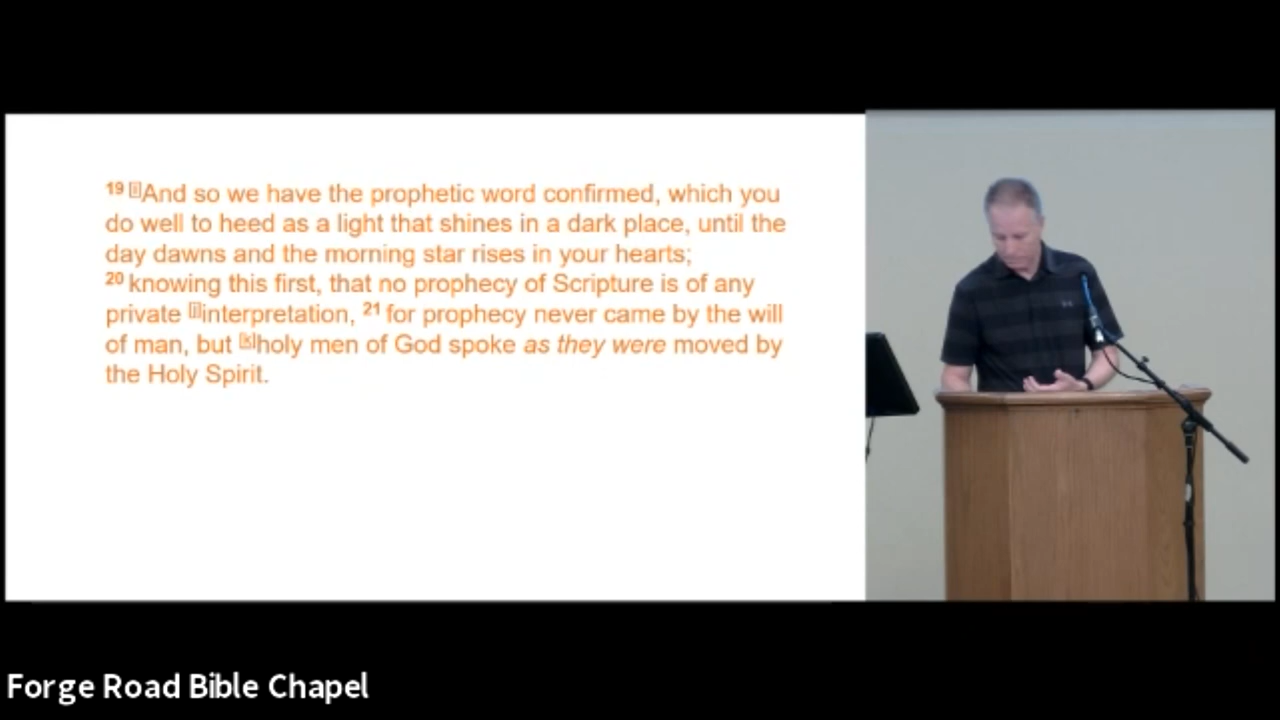 19 [i]And so we have the prophetic word confirmed, which you
do well to heed as a light that shines in a dark place, until the
day dawns and the morning star rises in your hearts;
20 knowing this first, that no prophecy of Scripture is of any
private [j]interpretation, 21 for prophecy never came by the will
of man, but [k]holy men of God spoke as they were moved by
the Holy Spirit.
Forge Road Bible Chapel